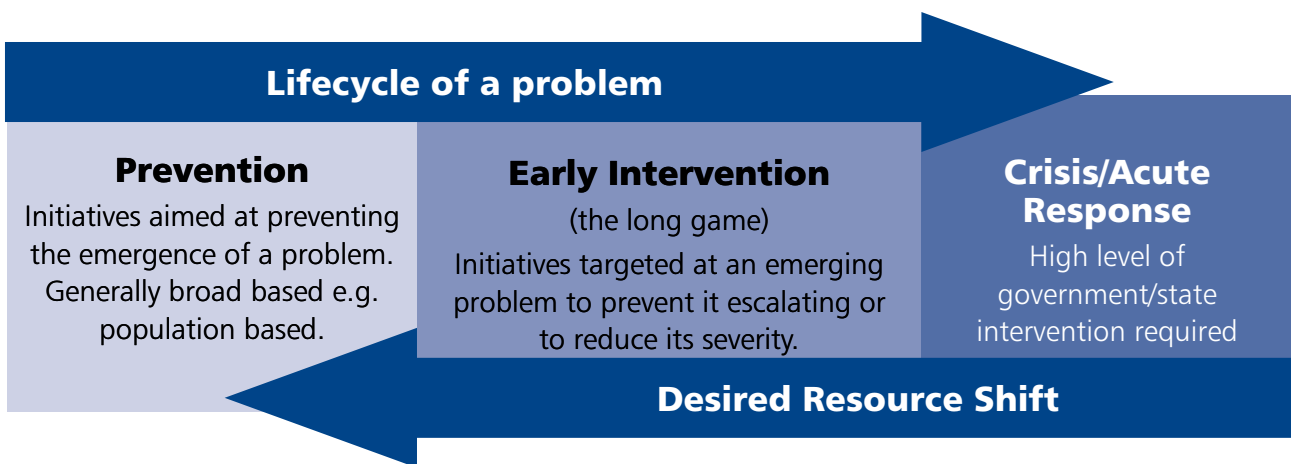 Lifecycle of a problem
Prevention
Initiatives aimed at preventing
the emergence of a problem.
Generally broad based e.g.
population based.
Early Intervention
(the long game)
Initiatives targeted at an emerging
problem to prevent it escalating or
to reduce its severity.
Crisis/Acute
Response
High level of
government/state
intervention required
Desired Resource Shift